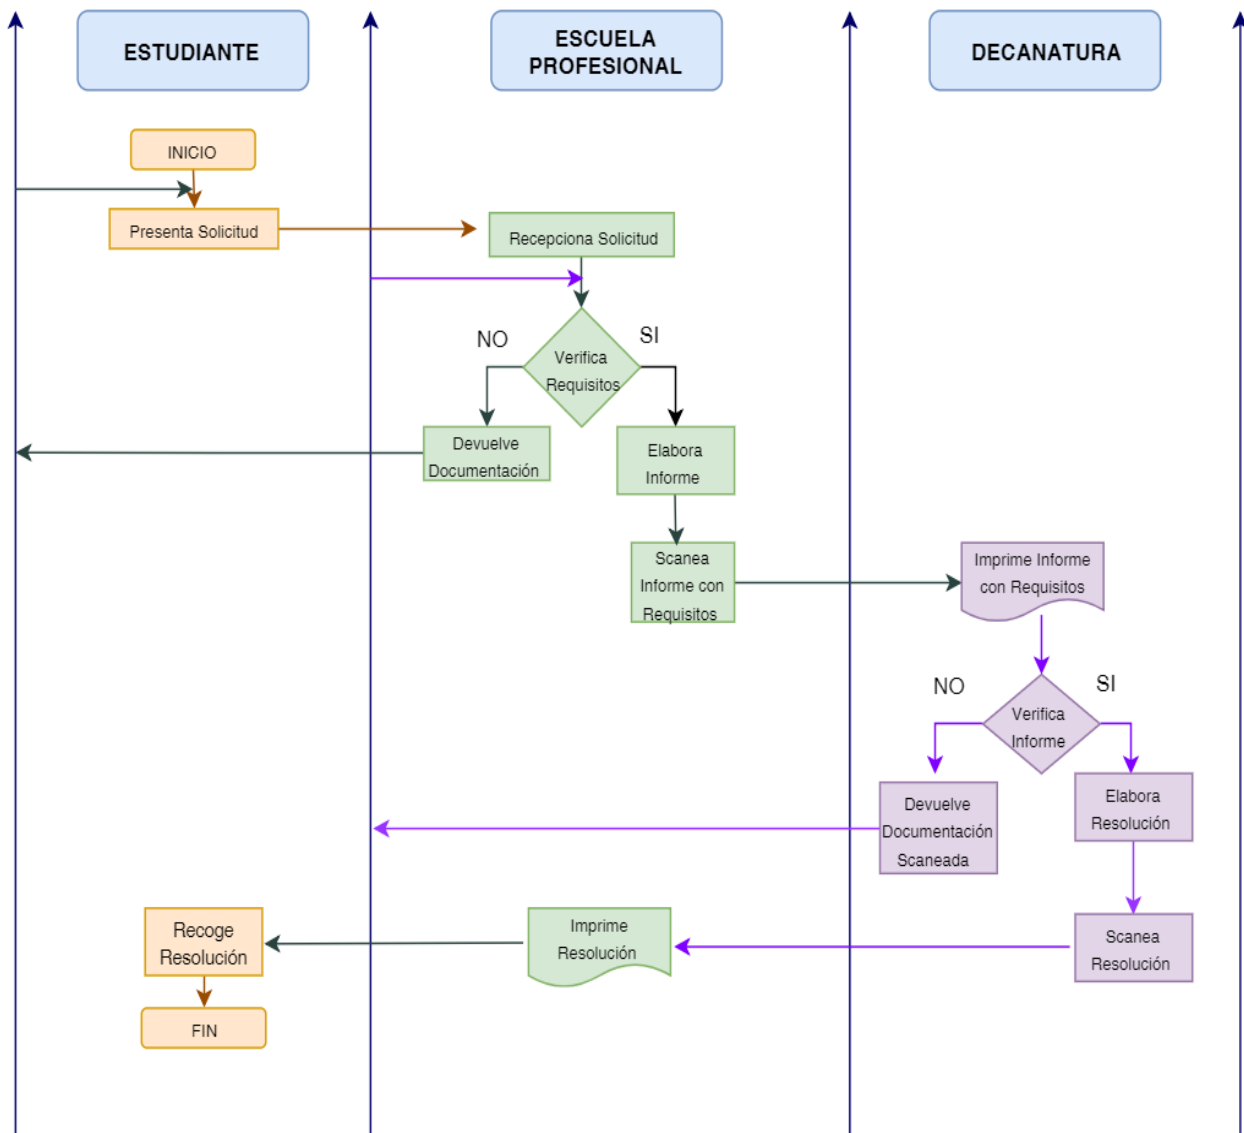 ESTUDIANTE
ESCUELA
PROFESIONAL
DECANATURA
INICIO
Presenta Solicitud
Recepciona Solicitud
NO
SI
Verifica
Requisitos
Devuelve
Documentación
Elabora
Informe
Scanea
Informe con
Requisitos
Imprime Informe
con Requisitos
NO
SI
Verifica
Informe
Devuelve
Documentación
Scaneada
Elabora
Resolución
Recoge
Resolución
Imprime
Resolución
Scanea
Resolución
FIN